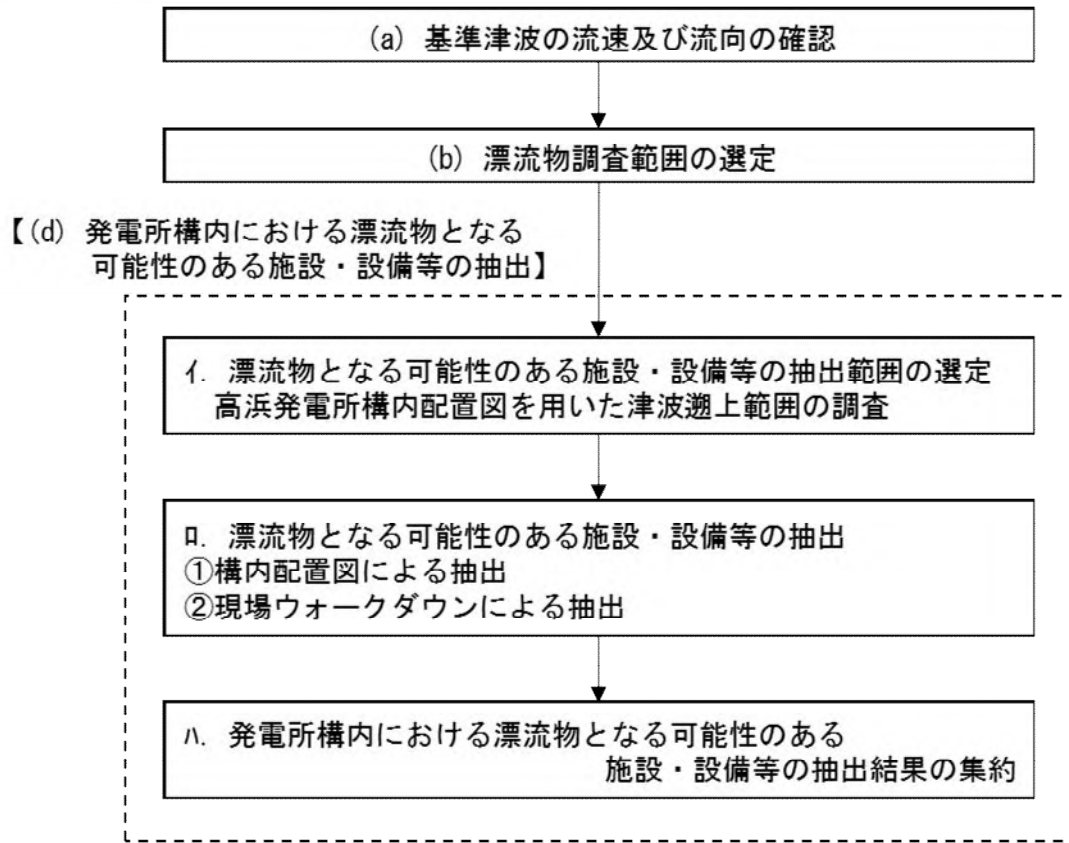 (a) 基準津波の流速及び流向の確認
(b) 漂流物調査範囲の選定
【(d) 発電所構内における漂流物となる
可能性のある施設・設備等の抽出】
ｲ. 漂流物となる可能性のある施設・設備等の抽出範囲の選定
高浜発電所構内配置図を用いた津波遡上範囲の調査
ﾛ. 漂流物となる可能性のある施設・設備等の抽出
①構内配置図による抽出
②現場ウォークダウンによる抽出
ﾊ. 発電所構内における漂流物となる可能性のある
施設・設備等の抽出結果の集約